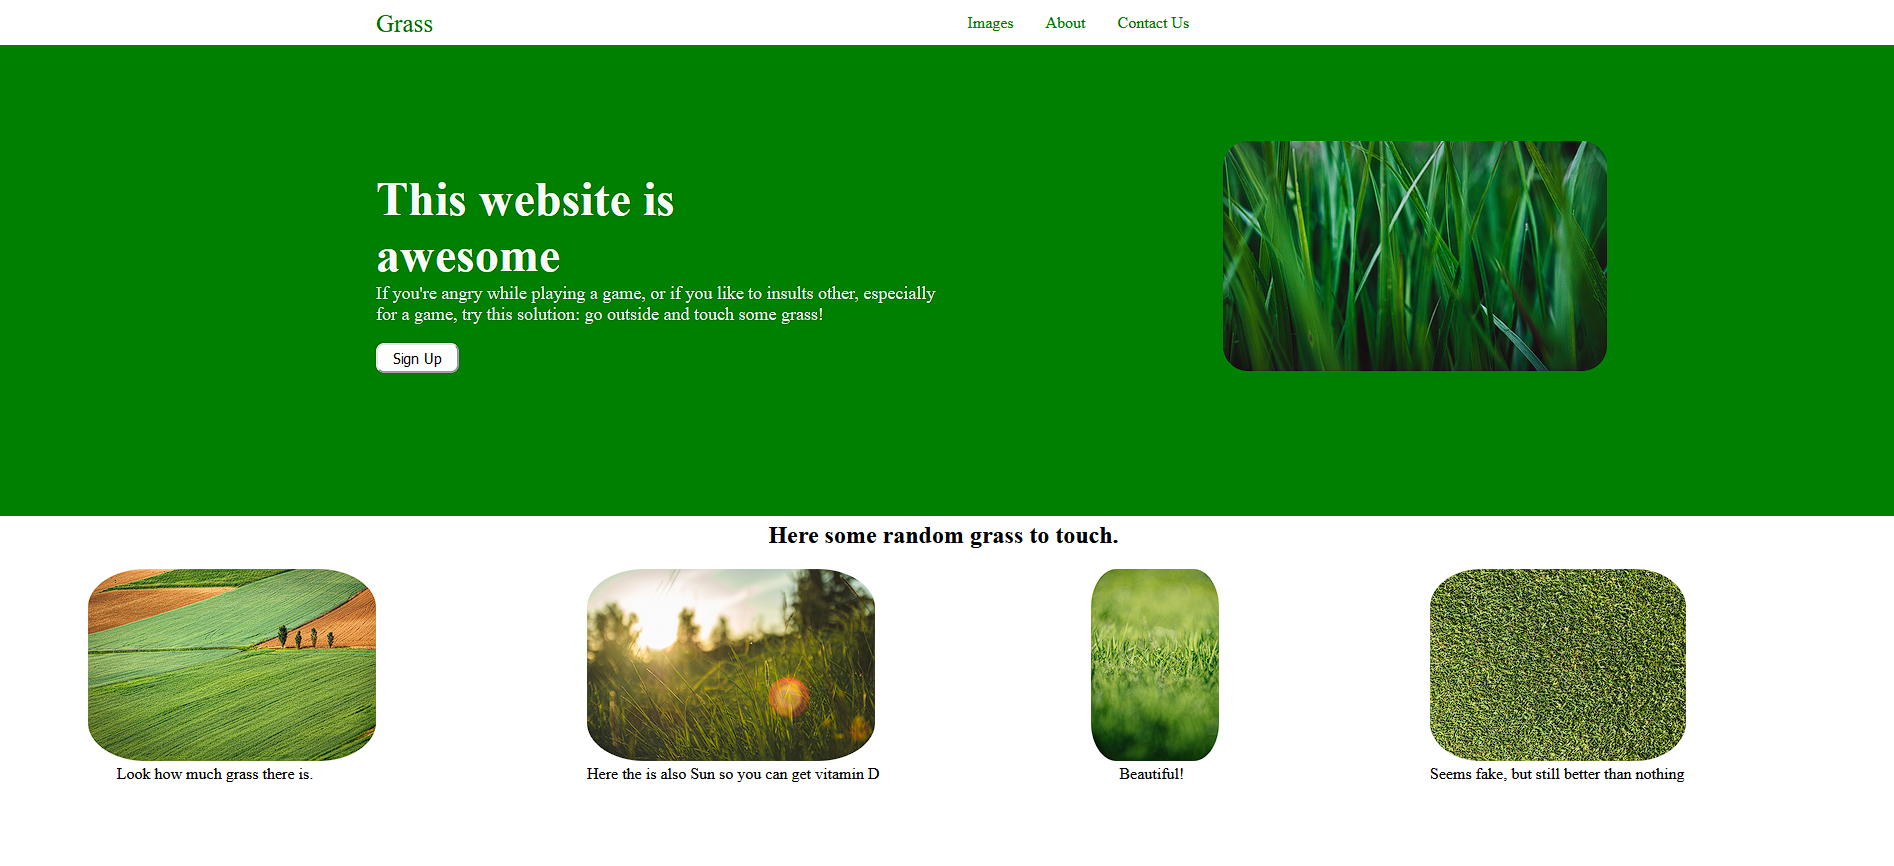 Grass
Images
About
Contact Us
This website is
awesome
If you're angry while playing a game, or if you like to insults other, especially
for a game, try this solution: go outside and touch some grass!
Sign Up
Here some random grass to touch.
Look how much grass there is.
Here the is also Sun so you can get vitamin D
Beautiful!
Seems fake, but still better than nothing